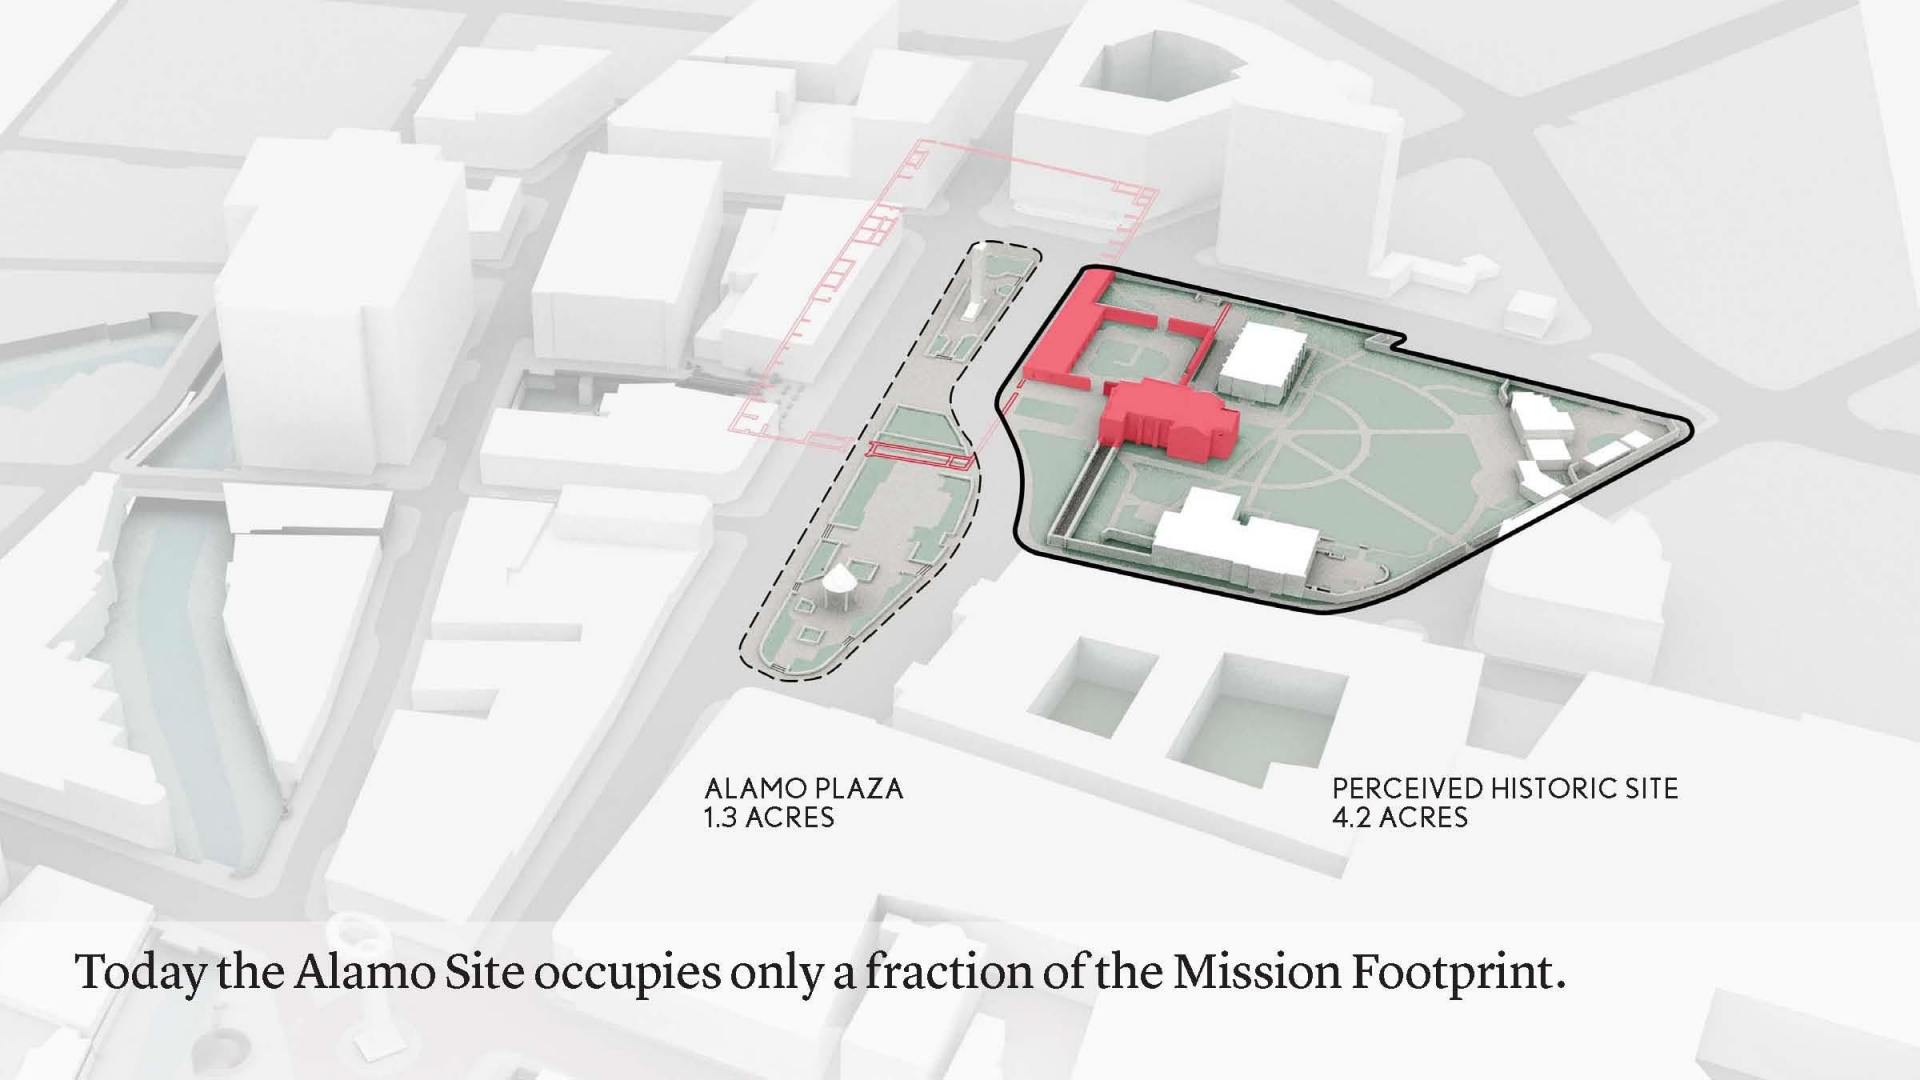 ALAMO PLAZA
1.3 ACRES
PERCEIVED HISTORIC SITE
4.2 ACRES
Today the Alamo Site occupies only a fraction of the Mission Footprint.